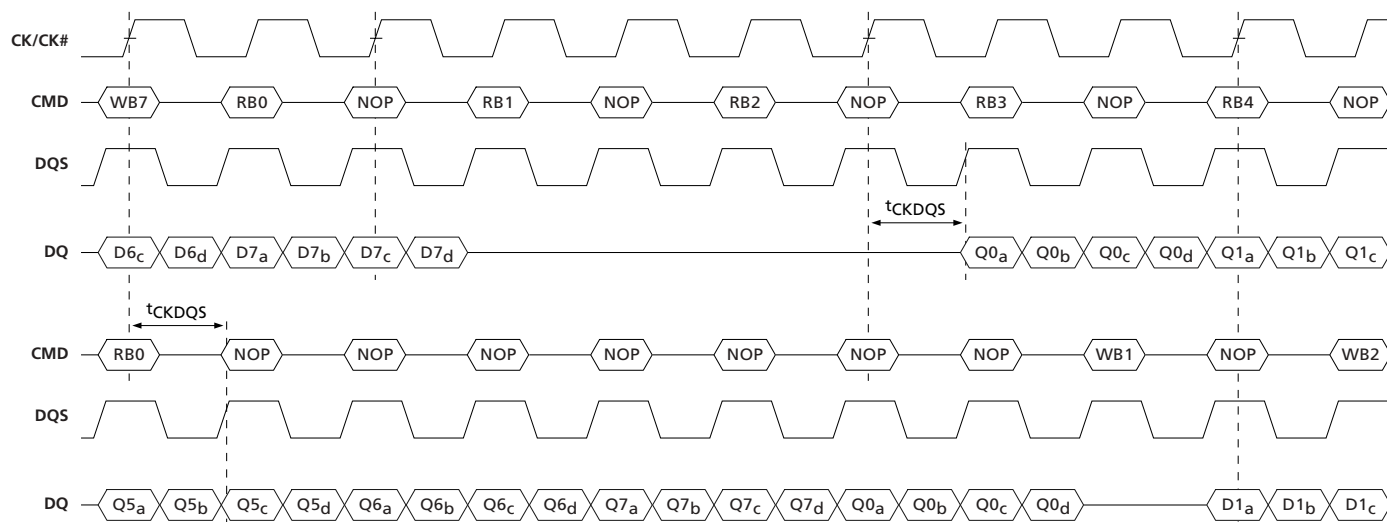 CK/CK#
CMD WB7 RB0 NOP RB1 NOP RB2 NOP RB3 NOP RB4 NOP
DQS
tCKDQS
DQ D6c D6d D7a D7b D7c D7d Q0a Q0b Q0c Q0d Q1a Q1b Q1c
tCKDQS
CMD RB0 NOP NOP NOP NOP NOP NOP NOP WB1 NOP WB2
DQS
DQ Q5a Q5b Q5c Q5d Q6a Q6b Q6c Q6d Q7a Q7b Q7c Q7d Q0a Q0b Q0c Q0d D1a D1b D1c